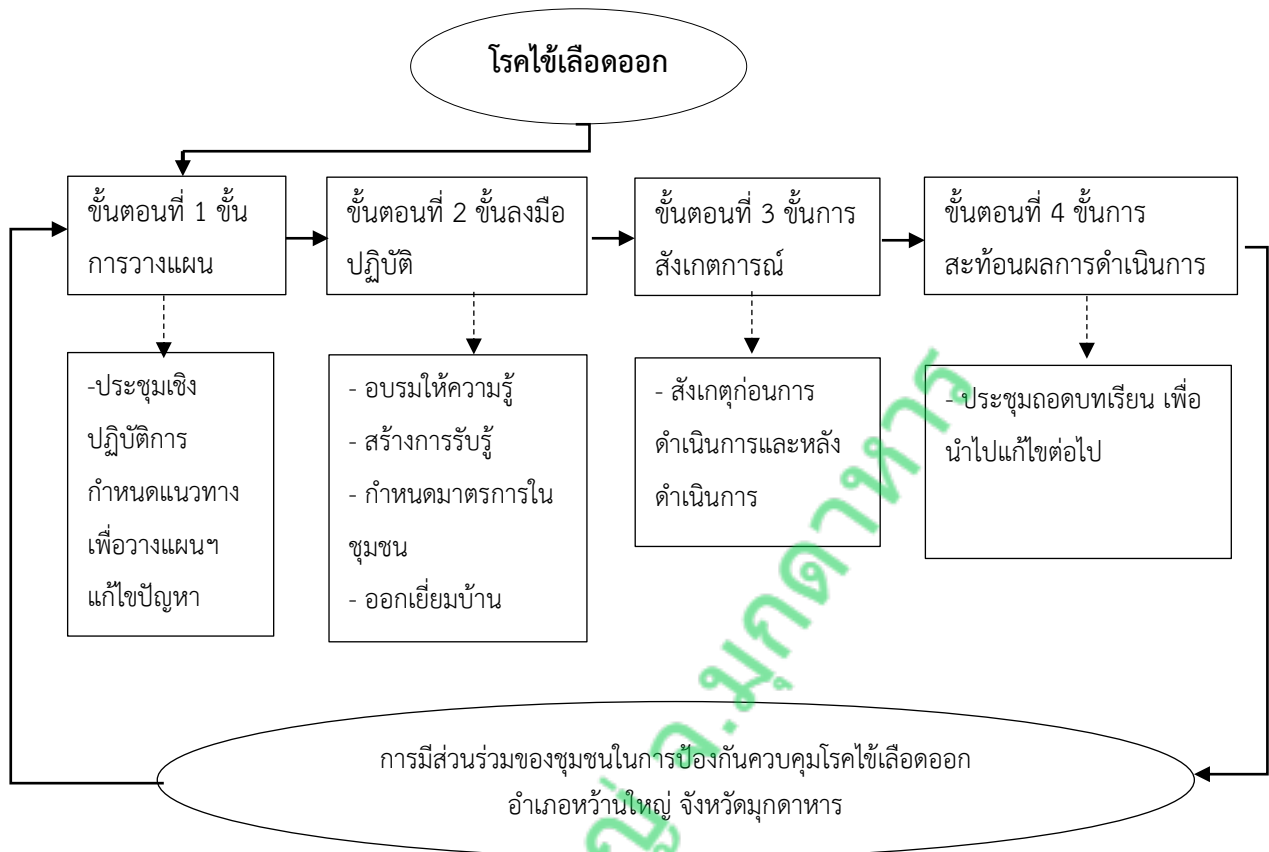 โรคไข้เลือดออก
ขั้นตอนที่ 1 ขั้น
การวางแผน
ขั้นตอนที่ 2 ขั้นลงมือ
ปฏิบัติ
ขั้นตอนที่ 3 ขั้นการ
สังเกตการณ์
ขั้นตอนที่ 4 ขั้นการ
สะท้อนผลการดำเนินการ
-ประชุมเชิง
ปฏิบัติการ
กำหนดแนวทาง
เพื่อวางแผนฯ
แก้ไขปัญหา
- อบรมให้ความรู้
- สร้างการรับรู้
- กำหนดมาตรการใน
ชุมชน
- ออกเยี่ยมบ้าน
- สังเกตุก่อนการ
ดำเนินการและหลัง
ดำเนินการ
- ประชุมถอดบทเรียน เพื่อ
นำไปแก้ไขต่อไป
การมีส่วนร่วมของชุมชนในการป้องกันควบคุมโรคไข้เลือดออก
อำเภอหว้านใหญ่ จังหวัดมุกดาหาร
จ.มุกดาหาร